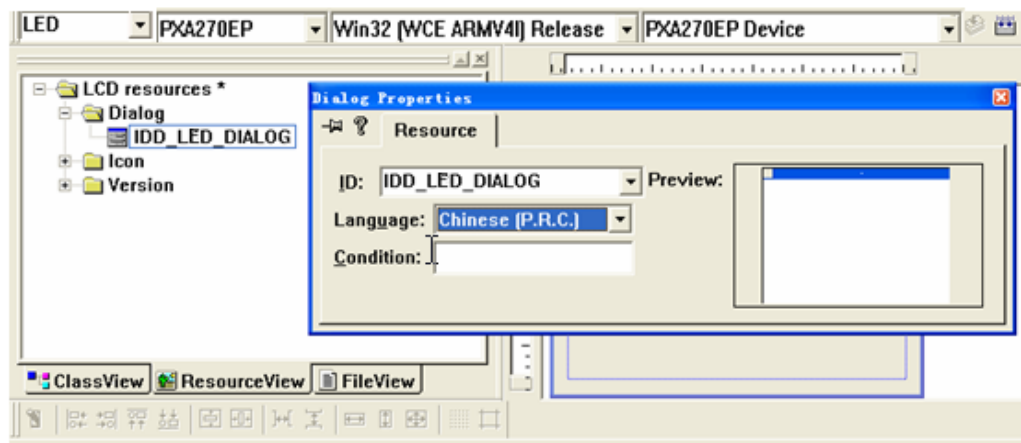 LED PXA270EP Win32 (WCE ARMV4I) Release PXA270EP Device
LCD resources *
Dialog
IDD_LED_DIALOG
Icon
Version
Dialog Properties
Resource
ID: IDD_LED_DIALOG Preview:
Language: Chinese (P.R.C.)
Condition:
ClassView ResourceView FileView